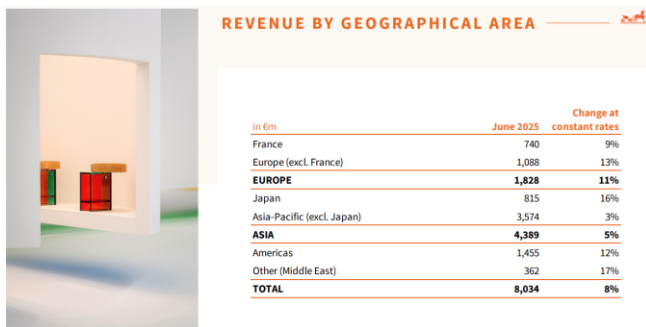 REVENUE BY GEOGRAPHICAL AREA
in €m June 2025 Change at constant rates
France 740 9%
Europe (excl. France) 1,088 13%
EUROPE 1,828 11%
Japan 815 16%
Asia-Pacific (excl. Japan) 3,574 3%
ASIA 4,389 5%
Americas 1,455 12%
Other (Middle East) 362 17%
TOTAL 8,034 8%